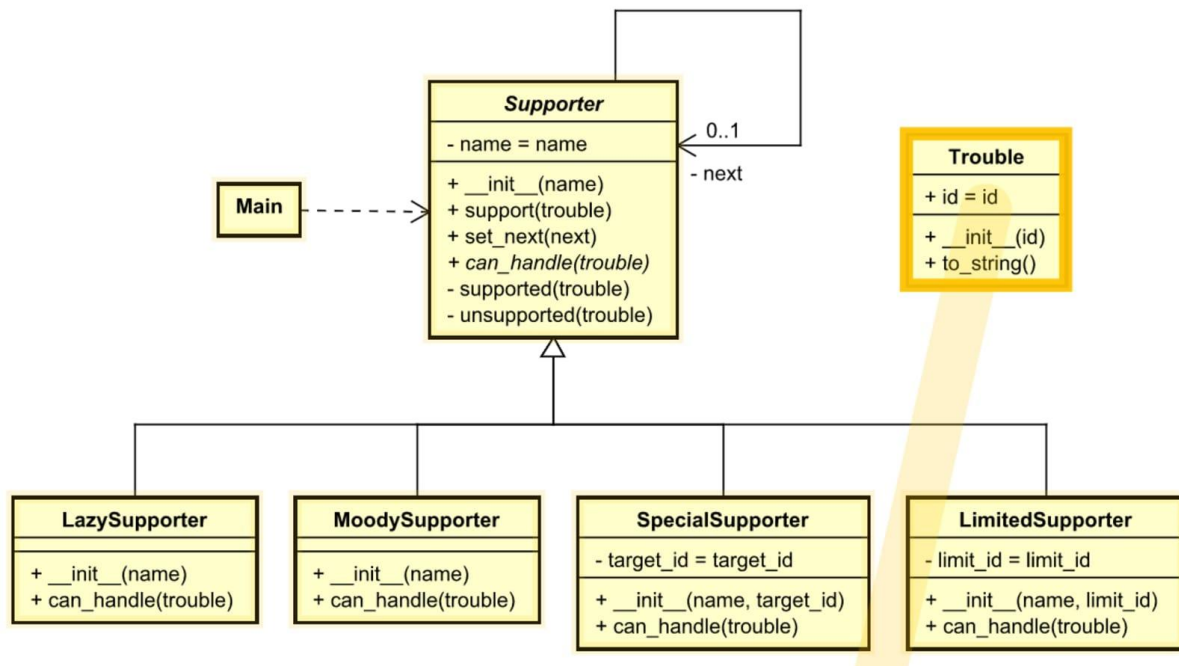 Supporter
- name = name
+ __init__(name)
+ support(trouble)
+ set_next(next)
+ can_handle(trouble)
- supported(trouble)
- unsupported(trouble)
0..1
- next
Main
Trouble
+ id = id
+ __init__(id)
+ to_string()
LazySupporter
+ __init__(name)
+ can_handle(trouble)
MoodySupporter
+ __init__(name)
+ can_handle(trouble)
SpecialSupporter
- target_id = target_id
+ __init__(name, target_id)
+ can_handle(trouble)
LimitedSupporter
- limit_id = limit_id
+ __init__(name, limit_id)
+ can_handle(trouble)